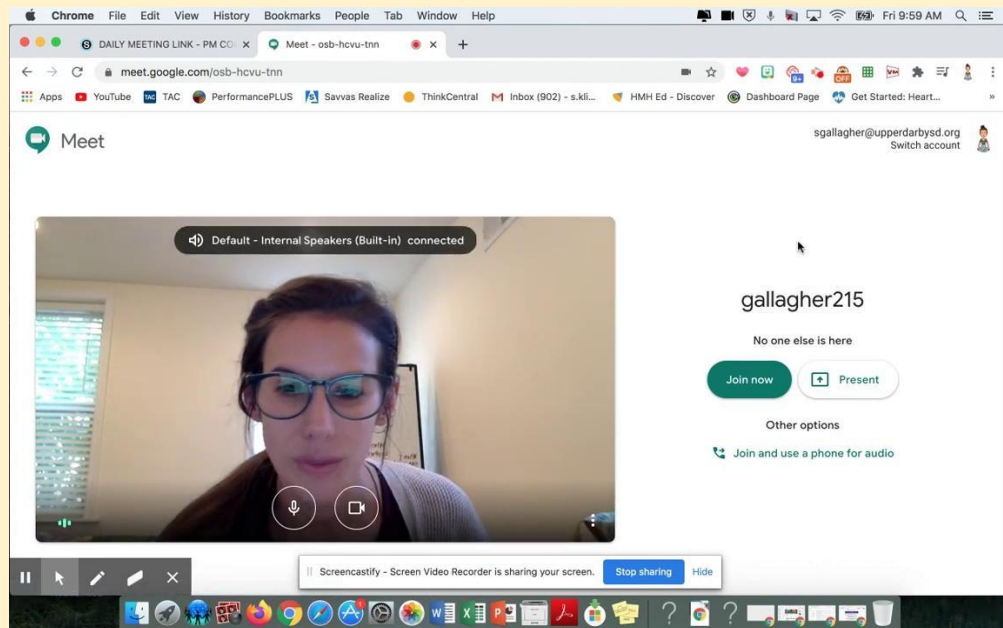 Chrome File Edit View History Bookmarks People Tab Window Help Fri 9:59 AM
DAILY MEETING LINK - PM CO
Meet - osb-hcvu-tnn
meet.google.com/osb-hcvu-tnn
9+
OFF
Apps YouTube TAC TAC PerformancePLUS Savvas Realize ThinkCentral Inbox (902) - s.kli... HMH Ed - Discover Dashboard Page Get Started: Heart...
Meet
sgallagher@upperdarbysd.org
Switch account
Default - Internal Speakers (Built-in) connected
gallagher215
No one else is here
Join now Present
Other options
Join and use a phone for audio
Screencastify - Screen Video Recorder is sharing your screen. Stop sharing Hide